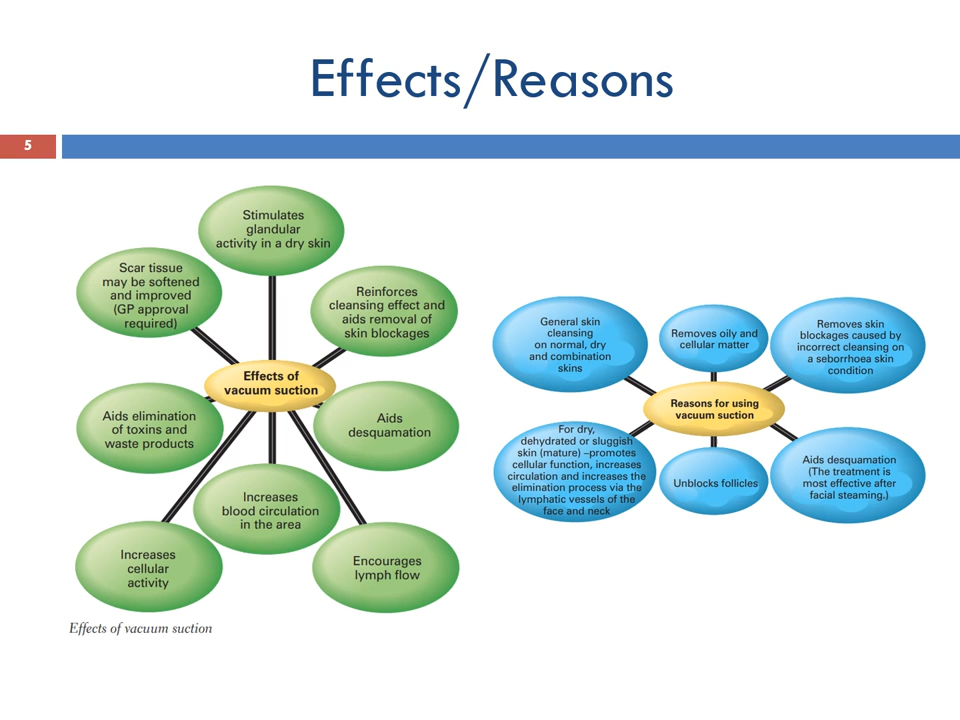 Effects/Reasons
5
Stimulates
glandular
activity in a dry skin
Scar tissue
may be softened
and improved
(GP approval
required)
Reinforces
cleansing effect and
aids removal of
skin blockages
Effects of
vacuum suction
Aids elimination
of toxins and
waste products
Aids
desquamation
Increases
blood circulation
in the area
Increases
cellular
activity
Encourages
lymph flow
Effects of vacuum suction
General skin
cleansing
on normal, dry
and combination
skins
Removes oily and
cellular matter
Removes skin
blockages caused by
incorrect cleansing on
a seborrhoea skin
condition
Reasons for using
vacuum suction
For dry,
dehydrated or sluggish
skin (mature) –promotes
cellular function, increases
circulation and increases the
elimination process via the
lymphatic vessels of the
face and neck
Unblocks follicles
Aids desquamation
(The treatment is
most effective after
facial steaming.)